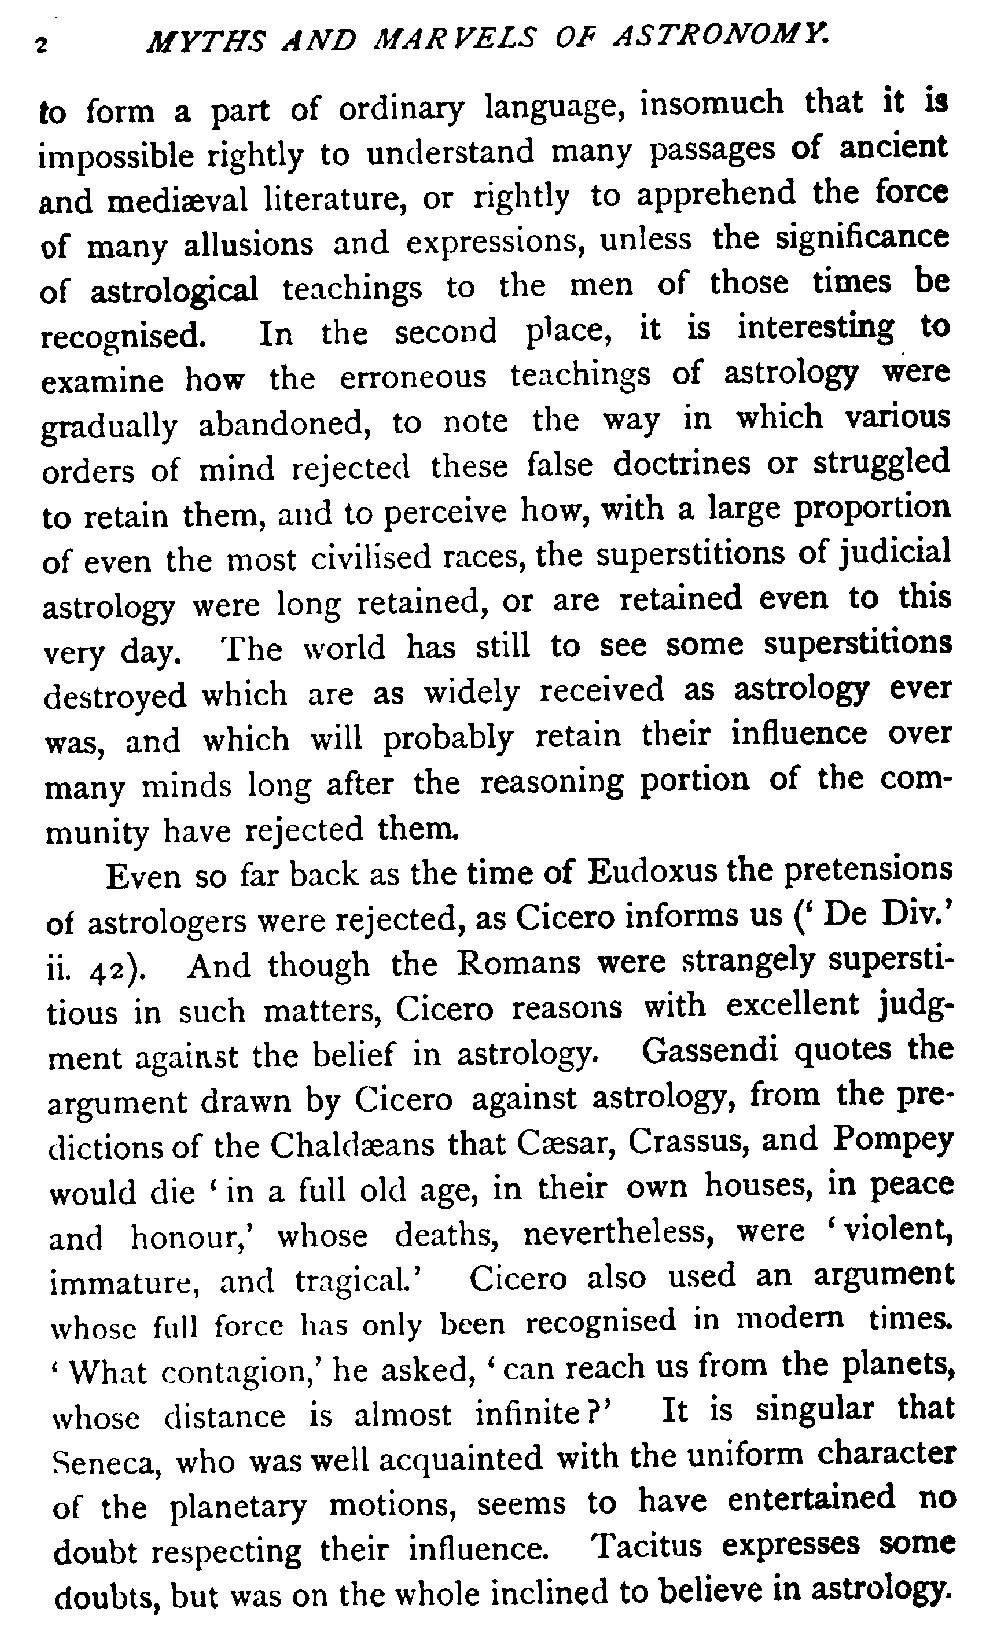 2 MYTHS AND MARVELS OF ASTRONOMY.
to form a part of ordinary language, insomuch that it is
impossible rightly to understand many passages of ancient
and mediæval literature, or rightly to apprehend the force
of many allusions and expressions, unless the significance
of astrological teachings to the men of those times be
recognised. In the second place, it is interesting to
examine how the erroneous teachings of astrology were
gradually abandoned, to note the way in which various
orders of mind rejected these false doctrines or struggled
to retain them, and to perceive how, with a large proportion
of even the most civilised races, the superstitions of judicial
astrology were long retained, or are retained even to this
very day. The world has still to see some superstitions
destroyed which are as widely received as astrology ever
was, and which will probably retain their influence over
many minds long after the reasoning portion of the com-
munity have rejected them.
Even so far back as the time of Eudoxus the pretensions
of astrologers were rejected, as Cicero informs us (‘ De Div.’
ii. 42). And though the Romans were strangely supersti-
tious in such matters, Cicero reasons with excellent judg-
ment against the belief in astrology. Gassendi quotes the
argument drawn by Cicero against astrology, from the pre-
dictions of the Chaldæans that Cæsar, Crassus, and Pompey
would die ‘ in a full old age, in their own houses, in peace
and honour,’ whose deaths, nevertheless, were ‘ violent,
immature, and tragical.’ Cicero also used an argument
whose full force has only been recognised in modern times.
‘ What contagion,’ he asked, ‘ can reach us from the planets,
whose distance is almost infinite?’ It is singular that
Seneca, who was well acquainted with the uniform character
of the planetary motions, seems to have entertained no
doubt respecting their influence. Tacitus expresses some
doubts, but was on the whole inclined to believe in astrology.